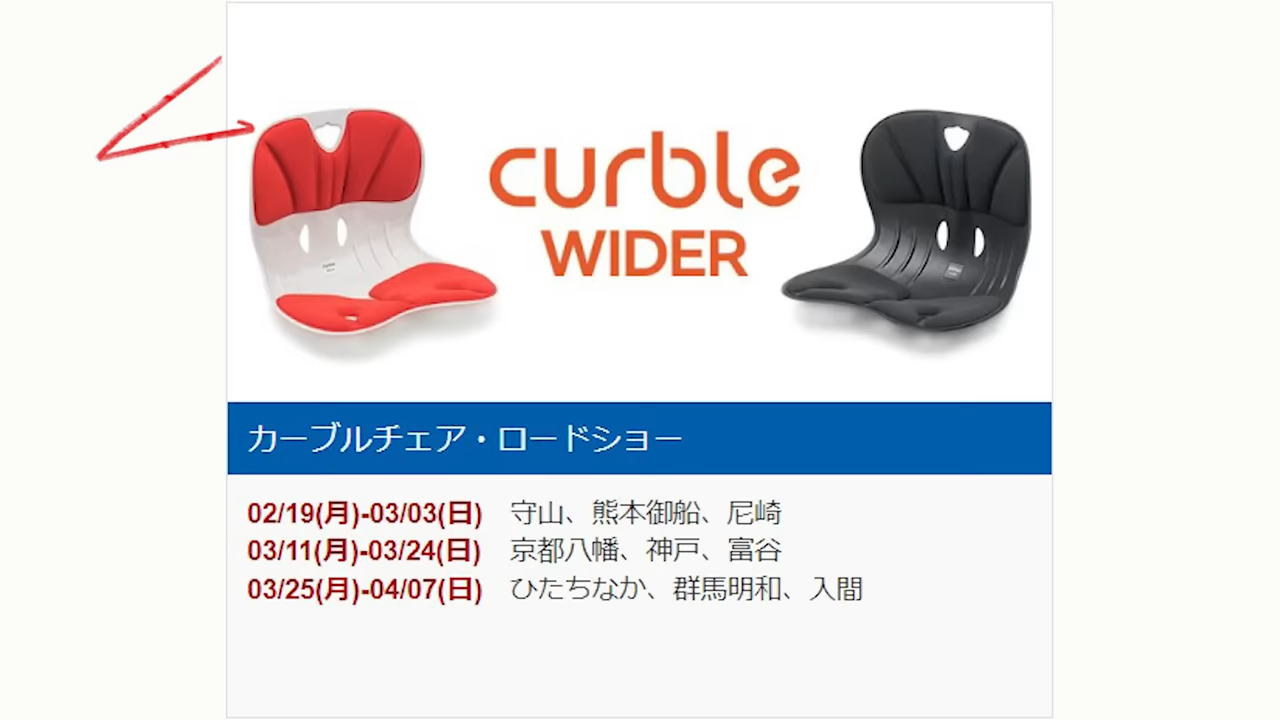 curble
WIDER
カーブルチェア・ロードショー
02/19(月)-03/03(日) 守山、熊本御船、尼崎
03/11(月)-03/24(日) 京都八幡、神戸、富谷
03/25(月)-04/07(日) ひたちなか、群馬明和、入間